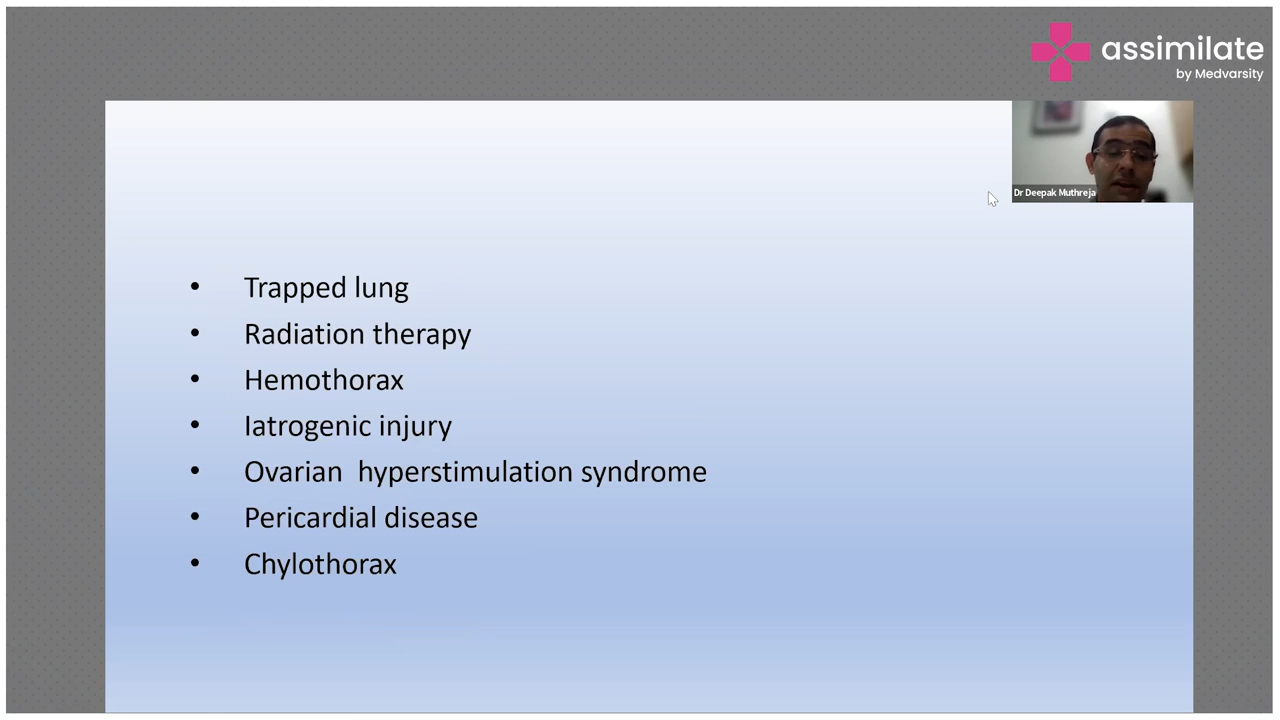 assimilate
by Medvarsity
Dr Deepak Muthreja
• Trapped lung
• Radiation therapy
• Hemothorax
• Iatrogenic injury
• Ovarian hyperstimulation syndrome
• Pericardial disease
• Chylothorax